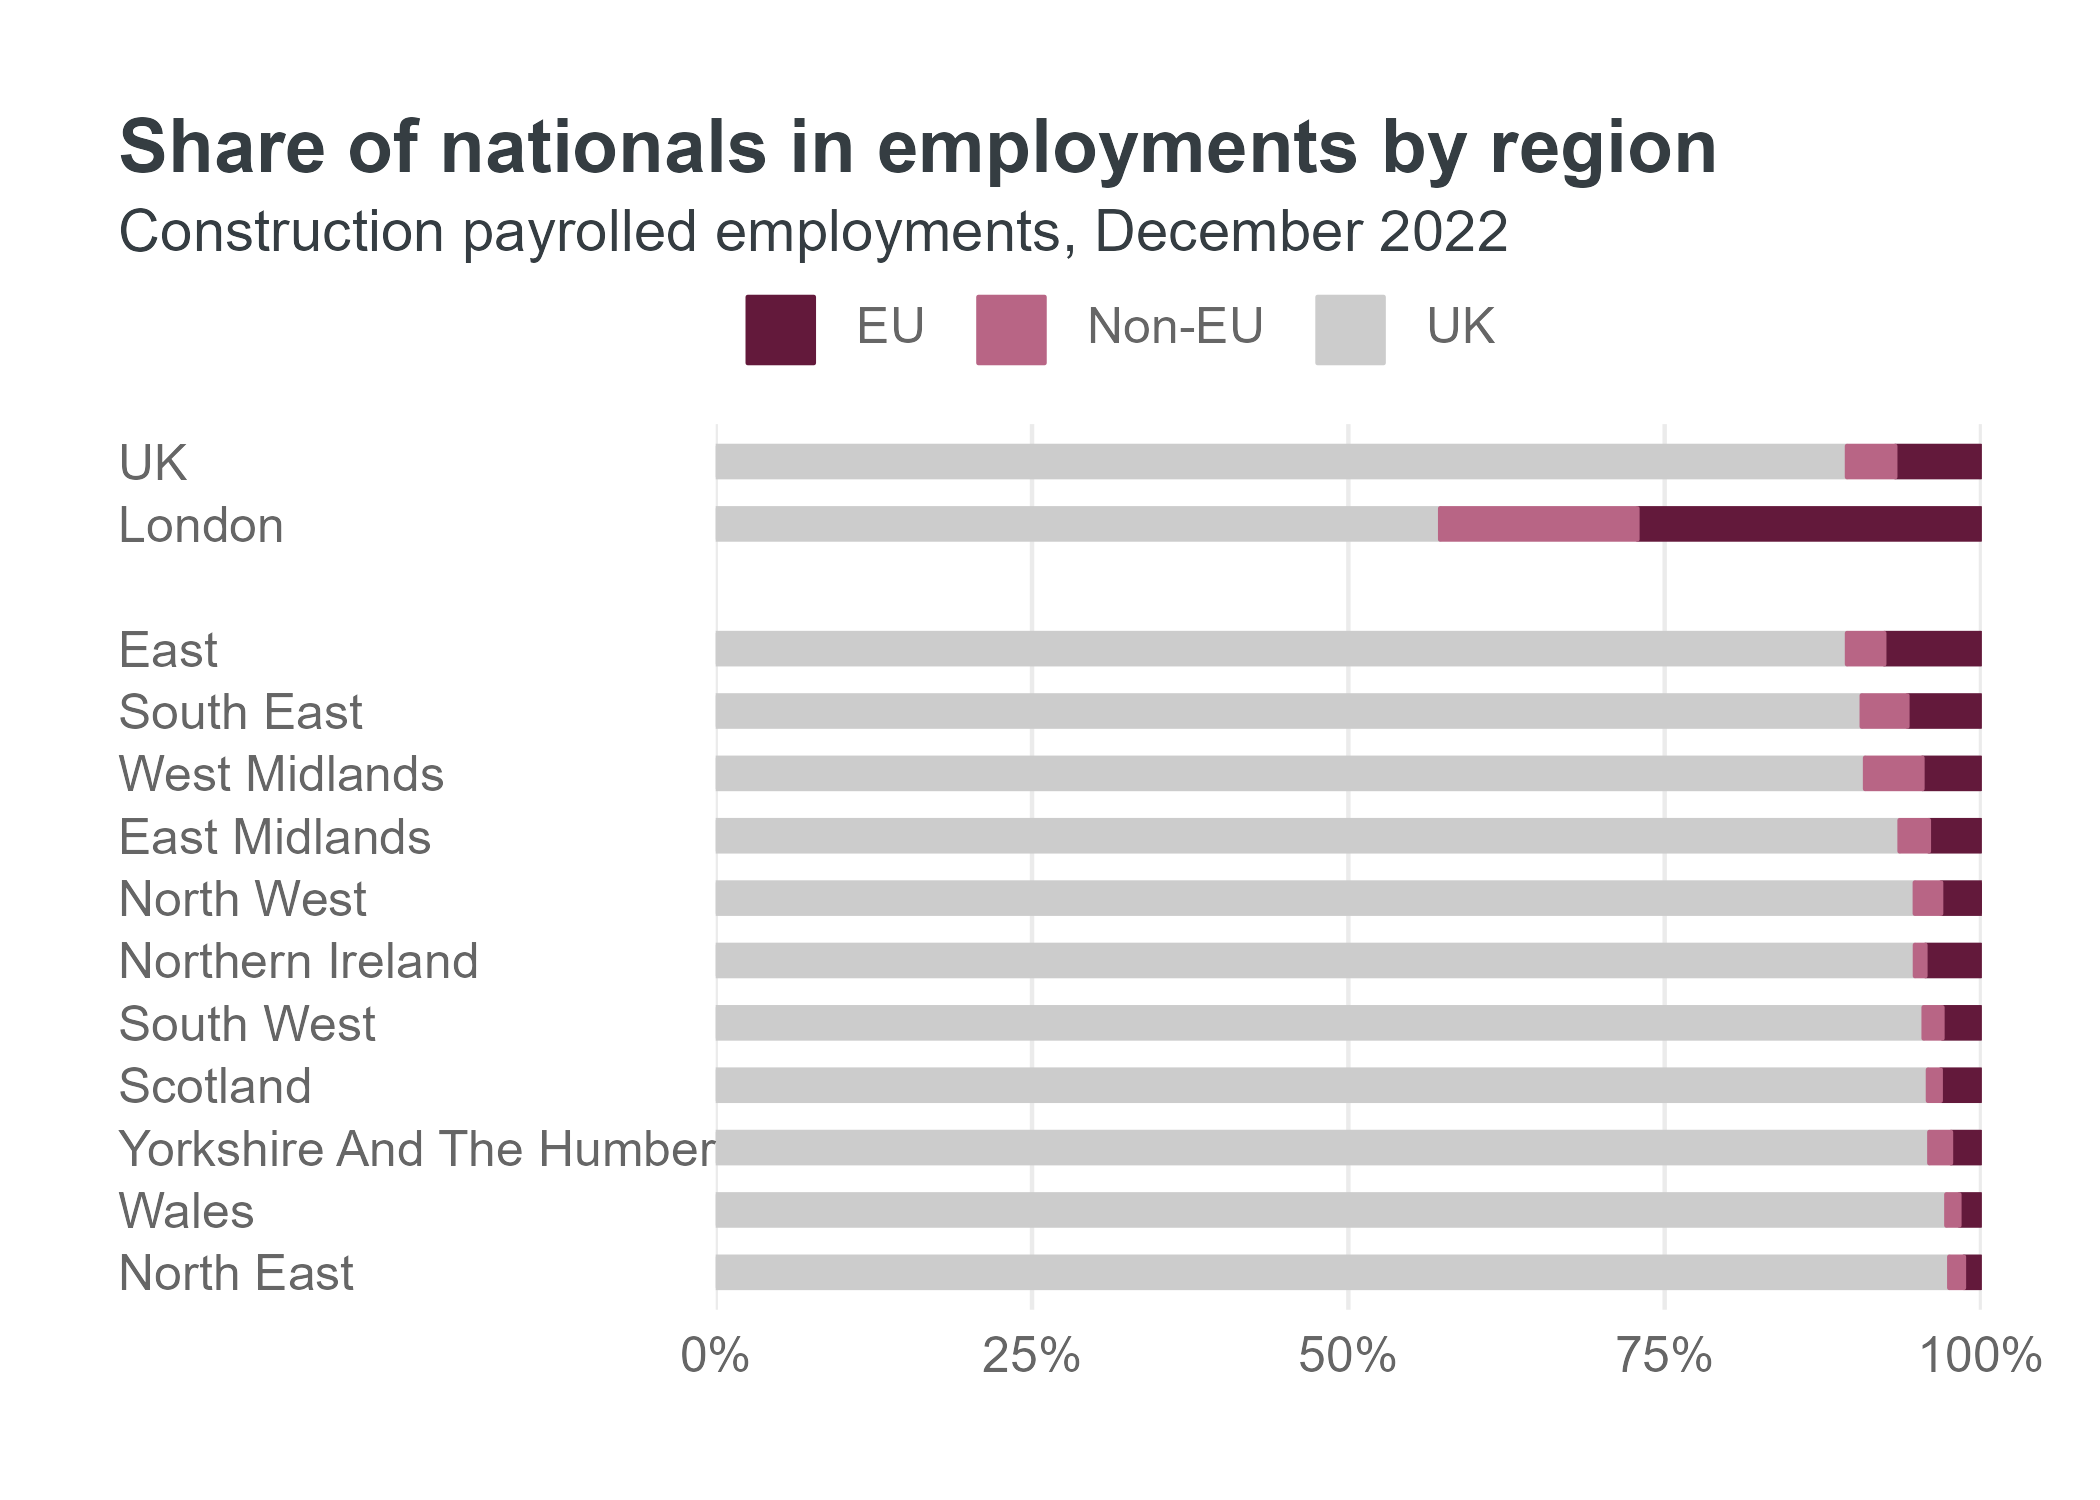 Share of nationals in employments by region
Construction payrolled employments, December 2022
EU Non-EU UK
UK
London
East
South East
West Midlands
East Midlands
North West
Northern Ireland
South West
Scotland
Yorkshire And The Humber
Wales
North East
0% 25% 50% 75% 100%